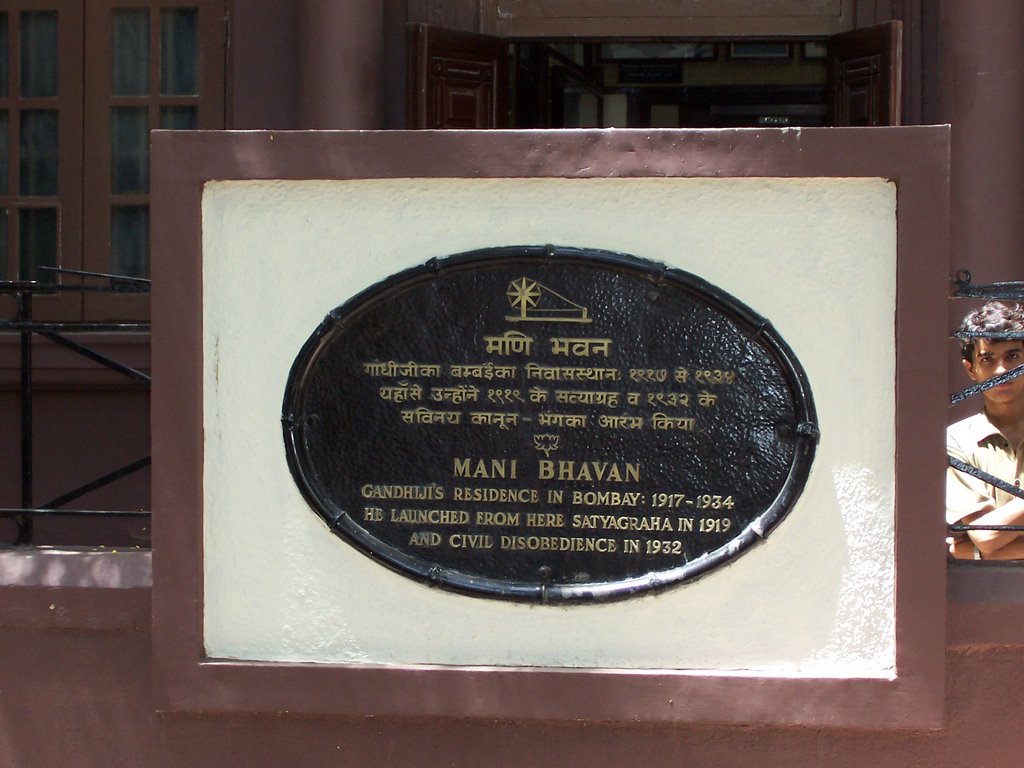 मणि भवन
गांधीजीका बम्बईका निवासस्थान: १९१७ से १९३४
यहाँसे उन्होंने १९१९ के सत्याग्रह व १९३२ के
सविनय कानून - भंगका आरंभ किया
MANI BHAVAN
GANDHIJI'S RESIDENCE IN BOMBAY: 1917-1934
HE LAUNCHED FROM HERE SATYAGRAHA IN 1919
AND CIVIL DISOBEDIENCE IN 1932